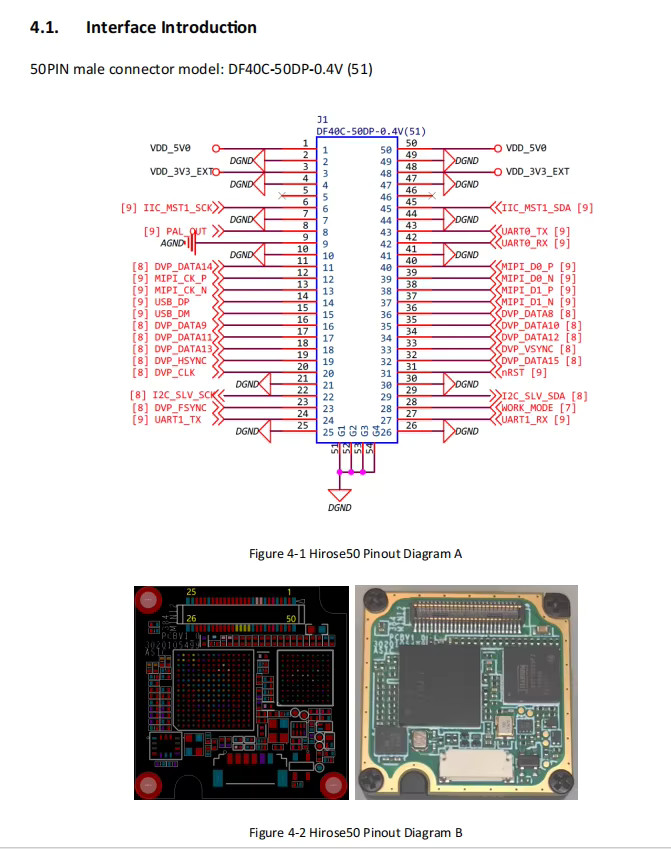 4.1. Interface Introduction
50PIN male connector model: DF40C-50DP-0.4V (51)
J1
DF40C-50DP-0.4V(51)
VDD_5V0 1 1 50 50 VDD_5V0
DGND 2 2 49 49 DGND
VDD_3V3_EXT 3 3 48 48 VDD_3V3_EXT
DGND 4 4 47 47 DGND
5 5 46 46
[9] IIC_MST1_SCK 6 6 45 45 IIC_MST1_SDA [9]
DGND 7 7 44 44 DGND
[9] PAL_OUT 8 8 43 43 UART0_TX [9]
AGND 9 9 42 42 UART0_RX [9]
DGND 10 10 41 41 DGND
[8] DVP_DATA14 11 11 40 40 MIPI_D0_P [9]
[9] MIPI_CK_P 12 12 39 39 MIPI_D0_N [9]
[9] MIPI_CK_N 13 13 38 38 MIPI_D1_P [9]
[9] USB_DP 14 14 37 37 MIPI_D1_N [9]
[9] USB_DM 15 15 36 36 DVP_DATA8 [8]
[8] DVP_DATA9 16 16 35 35 DVP_DATA10 [8]
[8] DVP_DATA11 17 17 34 34 DVP_DATA12 [8]
[8] DVP_DATA13 18 18 33 33 DVP_VSYNC [8]
[8] DVP_HSYNC 19 19 32 32 DVP_DATA15 [8]
[8] DVP_CLK 20 20 31 31 nRST [9]
DGND 21 21 30 30 DGND
[8] I2C_SLV_SCK 22 22 29 29 I2C_SLV_SDA [8]
[8] DVP_FSYNC 23 23 28 28 WORK_MODE [7]
[9] UART1_TX 24 24 27 27 UART1_RX [9]
DGND 25 25 G1 G2 G3 G4 26 26 DGND
51 52 53 54
DGND
Figure 4-1 Hirose50 Pinout Diagram A
25 1
26 50
Figure 4-2 Hirose50 Pinout Diagram B